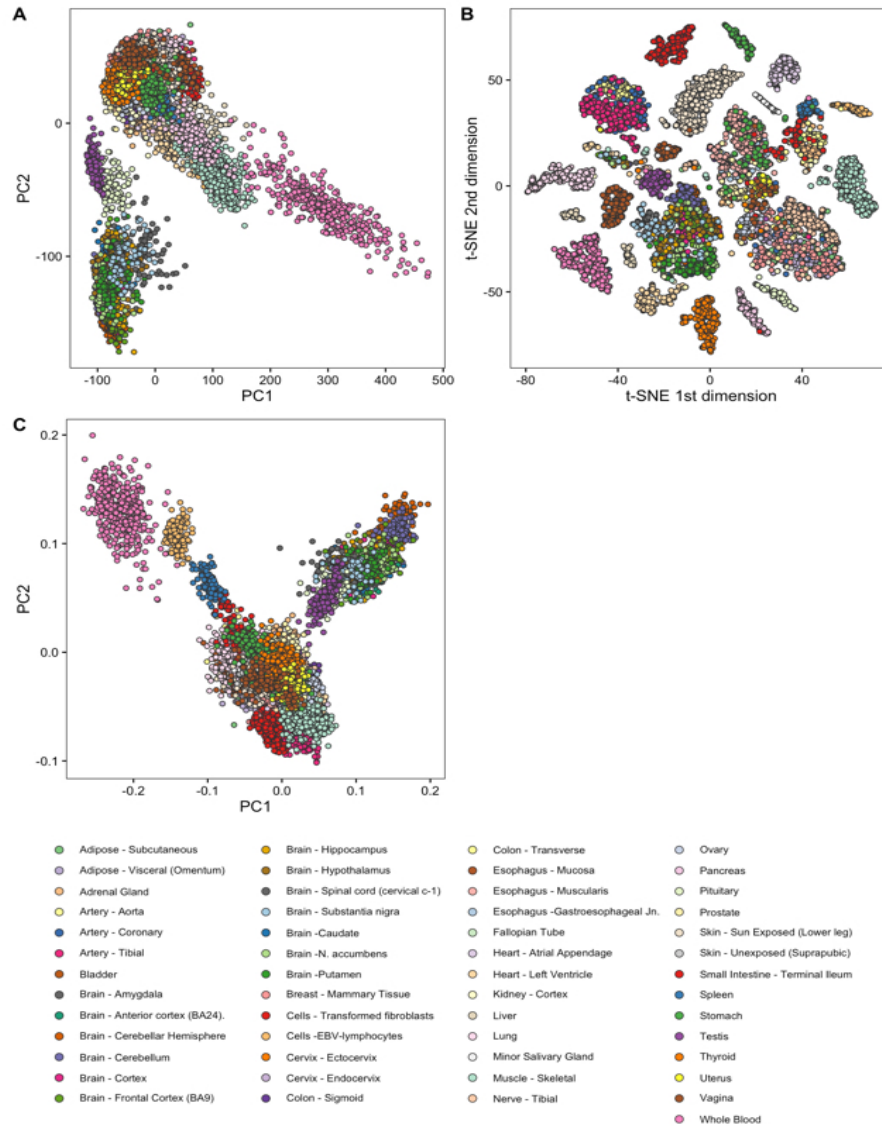 A
B
0
-100
PC2
-100
0
100
200
300
400
500
PC1
50
0
-50
t-SNE 2nd dimension
-80
-40
0
40
t-SNE 1st dimension
C
0.2
0.1
0.0
-0.1
PC2
-0.2
-0.1
0.0
0.1
0.2
PC1
Adipose - Subcutaneous
Adipose - Visceral (Omentum)
Adrenal Gland
Artery - Aorta
Artery - Coronary
Artery - Tibial
Bladder
Brain - Amygdala
Brain - Anterior cortex (BA24).
Brain - Cerebellar Hemisphere
Brain - Cerebellum
Brain - Cortex
Brain - Frontal Cortex (BA9)
Brain - Hippocampus
Brain - Hypothalamus
Brain - Spinal cord (cervical c-1)
Brain - Substantia nigra
Brain - Caudate
Brain - N. accumbens
Brain -Putamen
Breast - Mammary Tissue
Cells - Transformed fibroblasts
Cells -EBV-lymphocytes
Cervix - Ectocervix
Cervix - Endocervix
Colon - Sigmoid
Colon - Transverse
Esophagus - Mucosa
Esophagus - Muscularis
Esophagus -Gastroesophageal Jn.
Fallopian Tube
Heart - Atrial Appendage
Heart - Left Ventricle
Kidney - Cortex
Liver
Lung
Minor Salivary Gland
Muscle - Skeletal
Nerve - Tibial
Ovary
Pancreas
Pituitary
Prostate
Skin - Sun Exposed (Lower leg)
Skin - Unexposed (Suprapubic)
Small Intestine - Terminal Ileum
Spleen
Stomach
Testis
Thyroid
Uterus
Vagina
Whole Blood